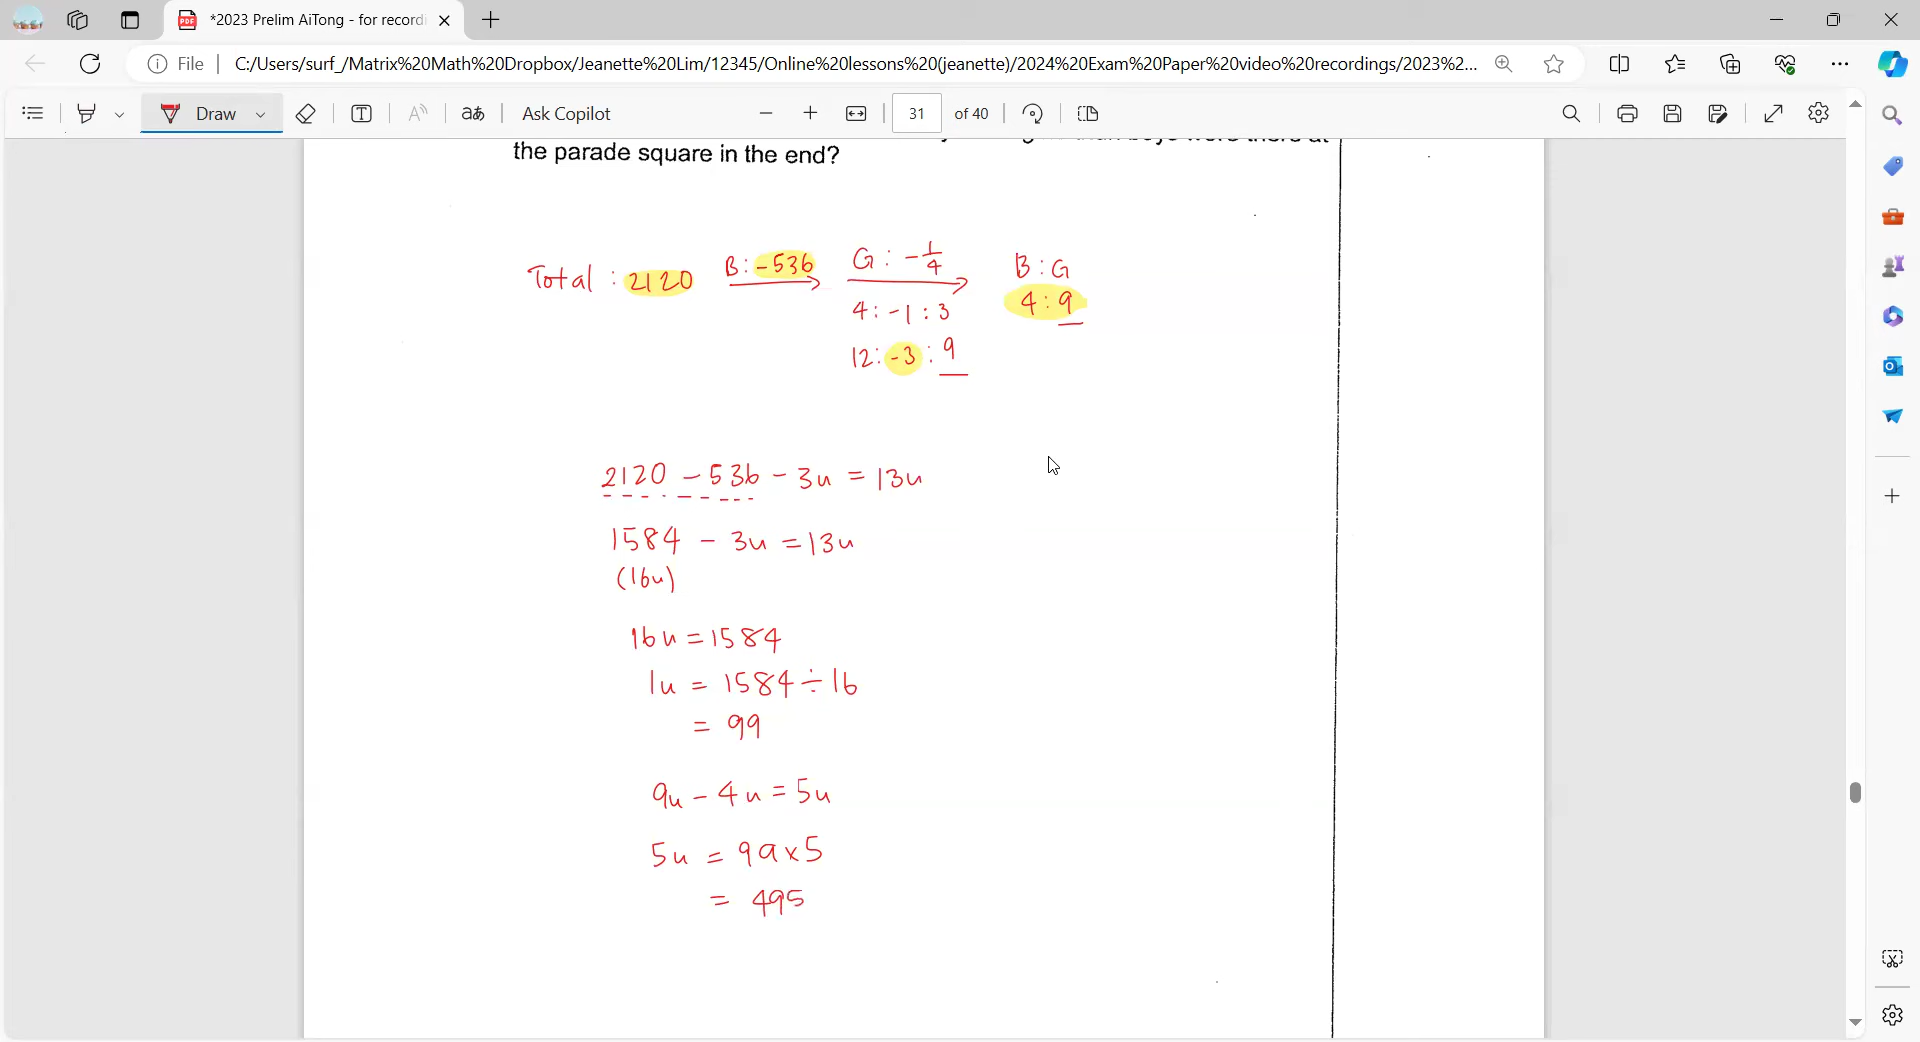 *2023 Prelim AiTong - for recordi
File
C:/Users/surf_/Matrix%20Math%20Dropbox/Jeanette%20Lim/12345/Online%20lessons%20(jeanette)/2024%20Exam%20Paper%20video%20recordings/2023%2...
Draw
Ask Copilot
31 of 40
the parade square in the end?
Total : 2120 B: -536 G : -1/4 B : G
4 : -1 : 3 4 : 9
12 : -3 : 9
2120 - 536 - 3u = 13u
1584 - 3u = 13u
(16u)
16u = 1584
1u = 1584 ÷ 16
= 99
9u - 4u = 5u
5u = 99 x 5
= 495